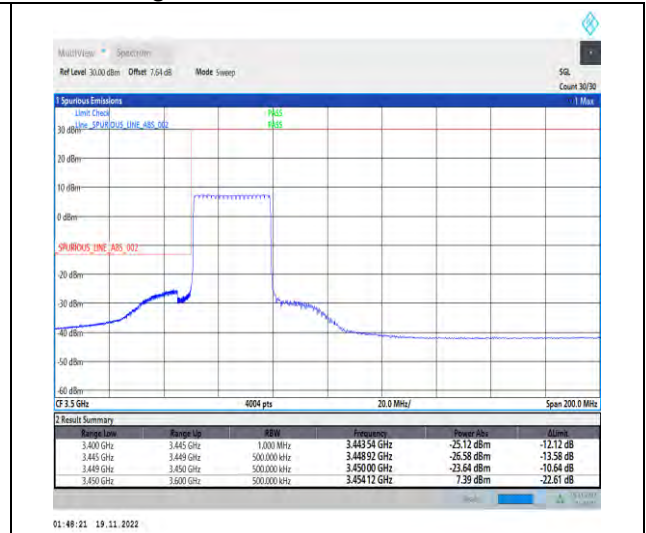 MultiView Spectrum
Ref Level 30.00 dBm Offset 7.64 dB Mode Sweep SGL
Count 30/30
1 Spurious Emissions 1 Max
Limit Check PASS
Line _SPURIOUS_LINE_ABS_002 PASS
30 dBm
20 dBm
10 dBm
0 dBm
_SPURIOUS_LINE_ABS_002
-20 dBm
-30 dBm
-40 dBm
-50 dBm
-60 dBm
CF 3.5 GHz 4004 pts 20.0 MHz/ Span 200.0 MHz
2 Result Summary
Range Low Range Up RBW Frequency Power Abs ΔLimit
3.400 GHz 3.445 GHz 1.000 MHz 3.443 54 GHz -25.12 dBm -12.12 dB
3.445 GHz 3.449 GHz 500.000 kHz 3.448 92 GHz -26.58 dBm -13.58 dB
3.449 GHz 3.450 GHz 500.000 kHz 3.450 00 GHz -23.64 dBm -10.64 dB
3.450 GHz 3.600 GHz 500.000 kHz 3.454 12 GHz 7.39 dBm -22.61 dB
01:48:21 19.11.2022